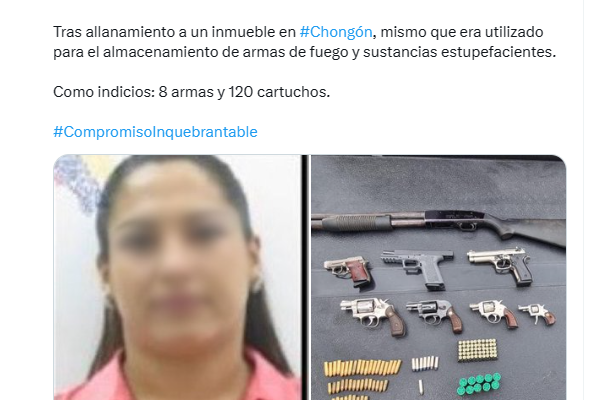 Tras allanamiento a un inmueble en #Chongón, mismo que era utilizado
para el almacenamiento de armas de fuego y sustancias estupefacientes.
Como indicios: 8 armas y 120 cartuchos.
#CompromisoInquebrantable